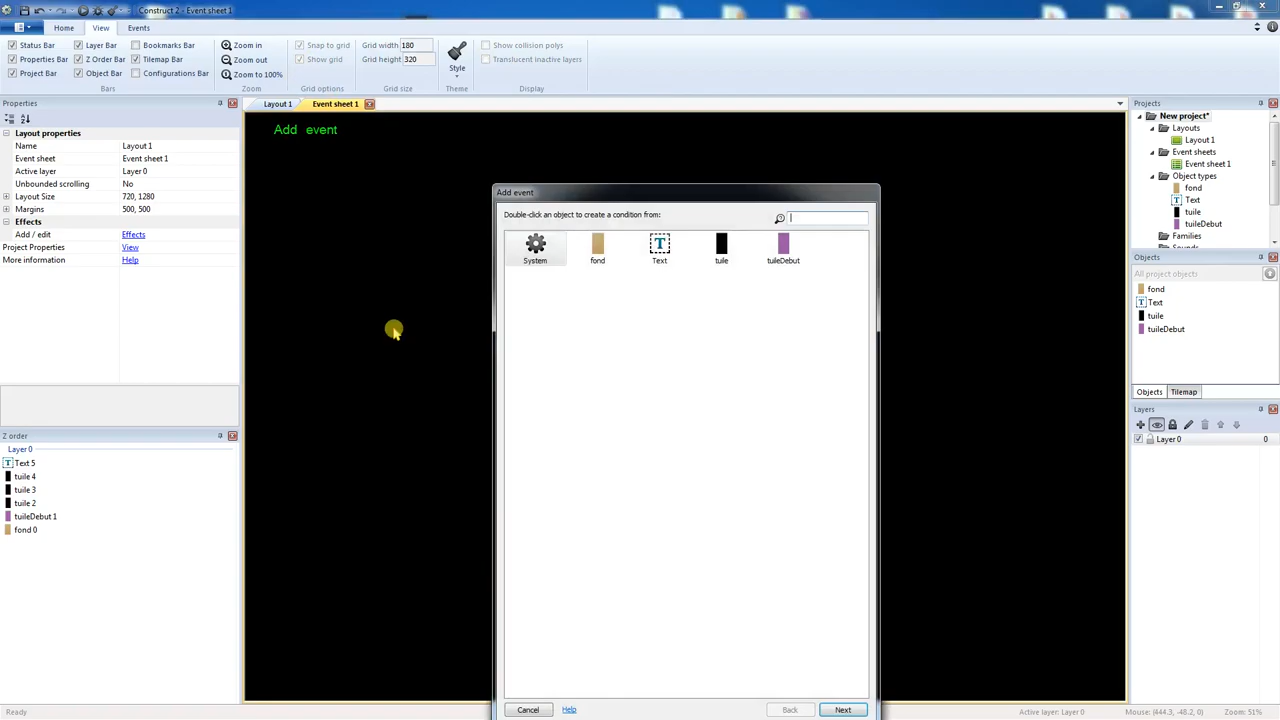 Construct 2 - Event sheet 1
Home View Events
Status Bar Layer Bar Bookmarks Bar Zoom in Snap to grid Grid width 180 Show collision polys
Properties Bar Z Order Bar Tilemap Bar Zoom out Show grid Grid height 320 Style Translucent inactive layers
Project Bar Object Bar Configurations Bar Zoom to 100%
Bars Zoom Grid options Grid size Theme Display
Properties
Layout 1 Event sheet 1
Projects
Layout properties
Name Layout 1
Event sheet Event sheet 1
Active layer Layer 0
Unbounded scrolling No
Layout Size 720, 1280
Margins 500, 500
Effects
Add / edit Effects
Project Properties View
More information Help
Z order
Layer 0
Text 5
tuile 4
tuile 3
tuile 2
tuileDebut 1
fond 0
Add event
Add event
Double-click an object to create a condition from:
System fond Text tuile tuileDebut
Cancel Help Back Next
New project*
Layouts
Layout 1
Event sheets
Event sheet 1
Object types
fond
Text
tuile
tuileDebut
Families
Sounds
Objects
All project objects
fond
Text
tuile
tuileDebut
Objects Tilemap
Layers
Layer 0 0
Ready Active layer: Layer 0 Mouse: (444.3, -48.2, 0) Zoom: 51%